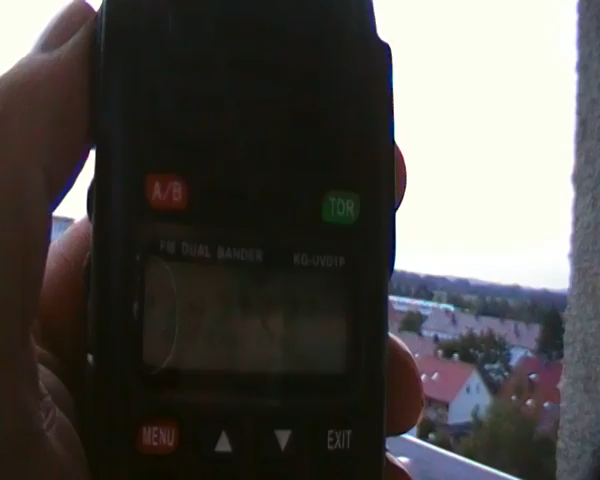 A/B TDR
FM DUAL BANDER KG-UVD1P
MENU ▲ ▼ EXIT